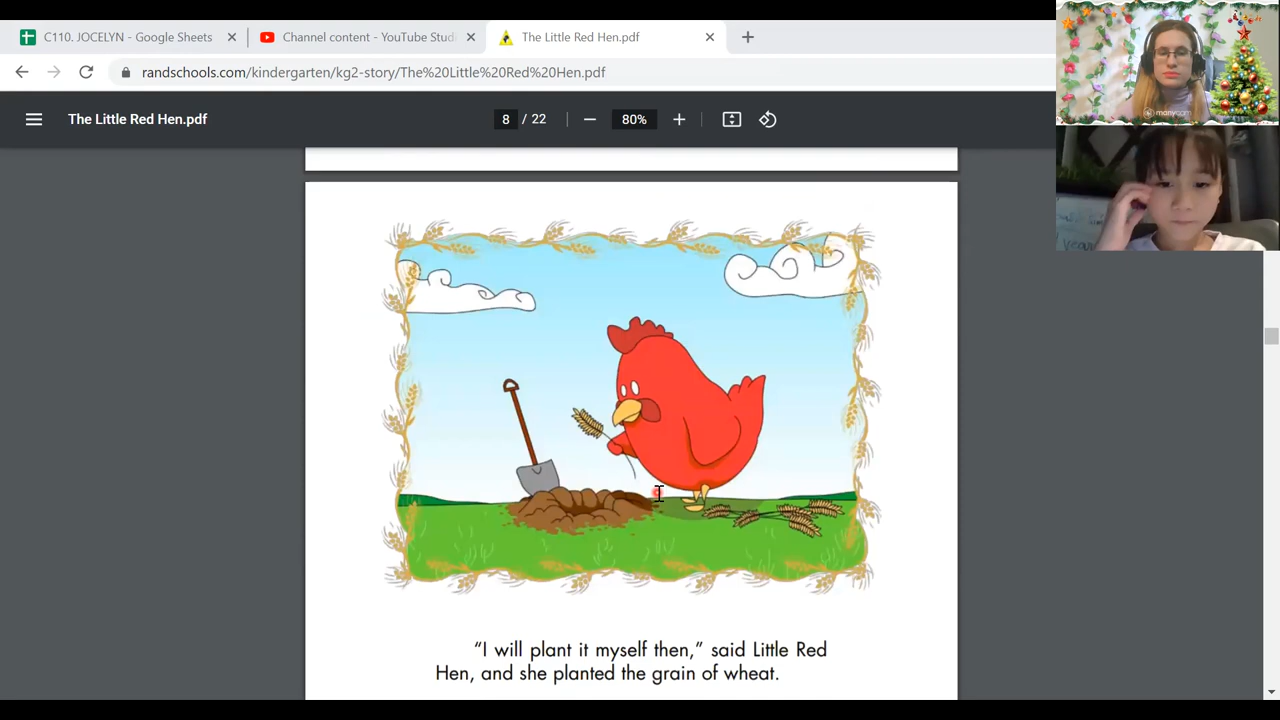 C110. JOCELYN - Google Sheets
Channel content - YouTube Studi
The Little Red Hen.pdf
randschools.com/kindergarten/kg2-story/The%20Little%20Red%20Hen.pdf
The Little Red Hen.pdf
8 / 22
80%
manycam
"I will plant it myself then," said Little Red
Hen, and she planted the grain of wheat.